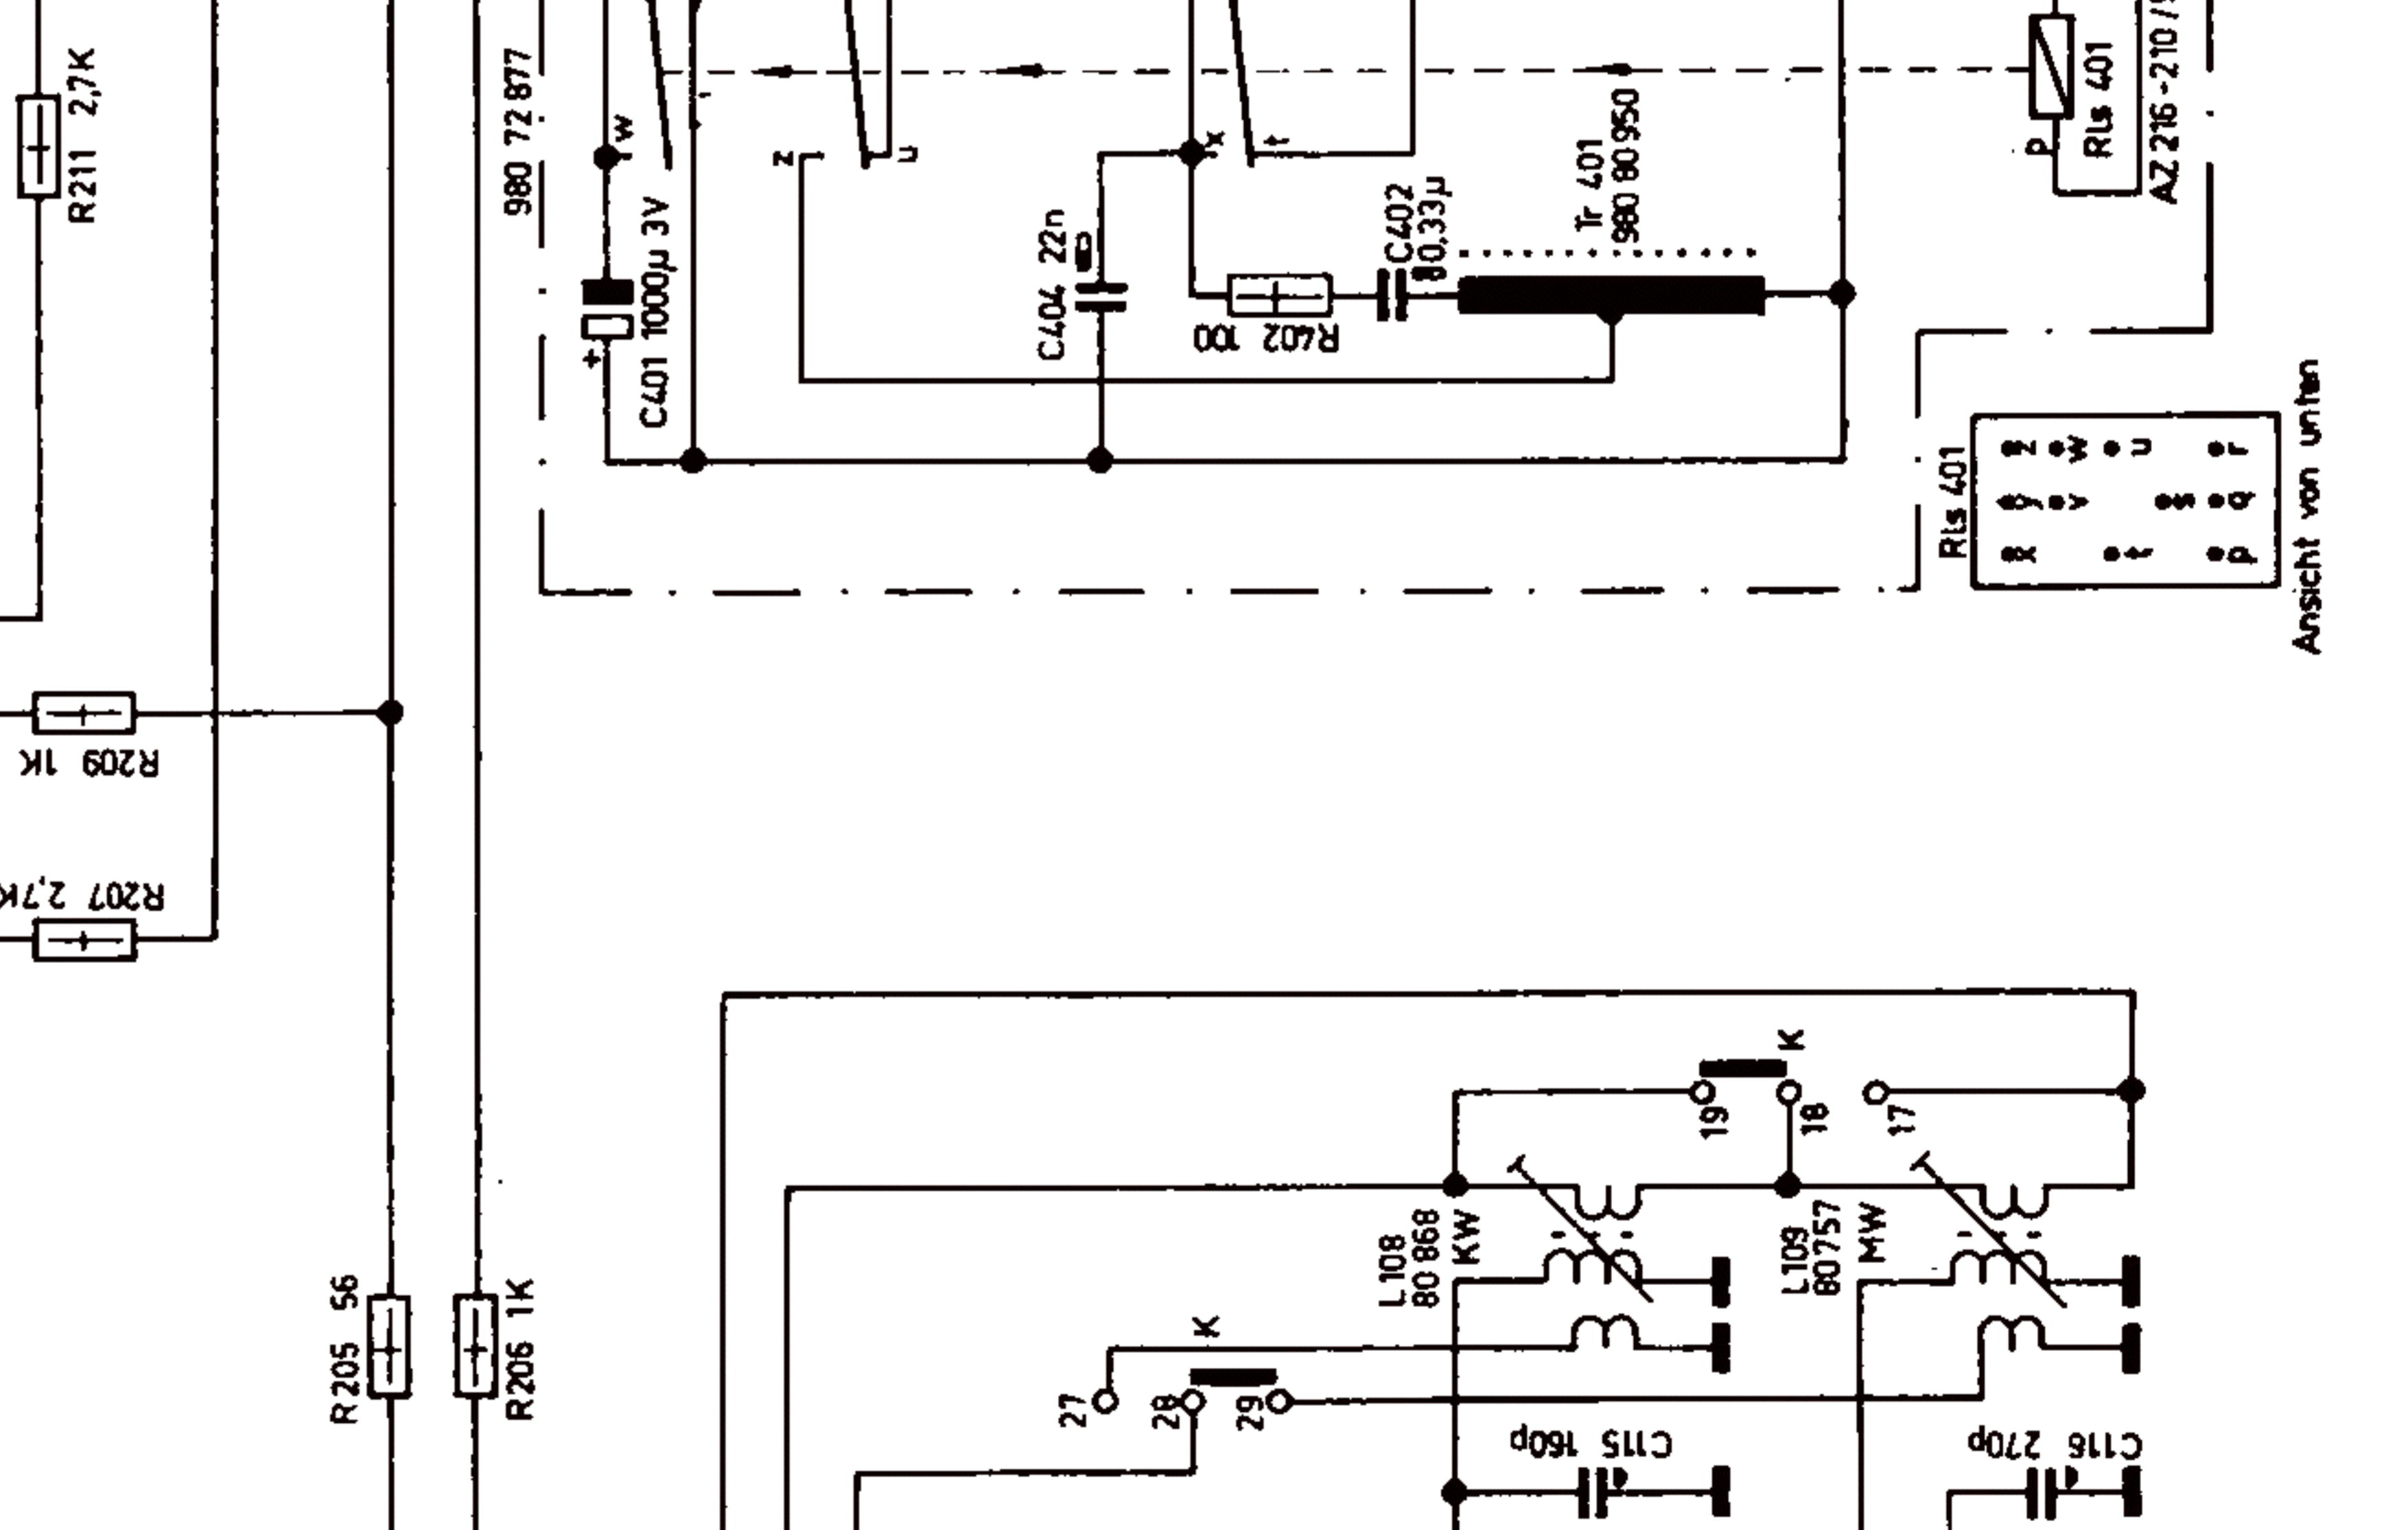 R211 2,7K
980 72 877
w
z
u
x
t
C401 1000µ 3V
+
C404 22n
R402 100
C402
0,33µ
Tr 401
980 80 950
p
Rls 401
AZ 216-210/5
Rls 401
z w u r
y v s q
x t p
Ansicht von unten
R209 1K
R207 2,7K
R205 56
R206 1K
K
19
18
17
L108
80 868
KW
L109
80757
MW
K
27
28
29
C115 160p
C116 270p